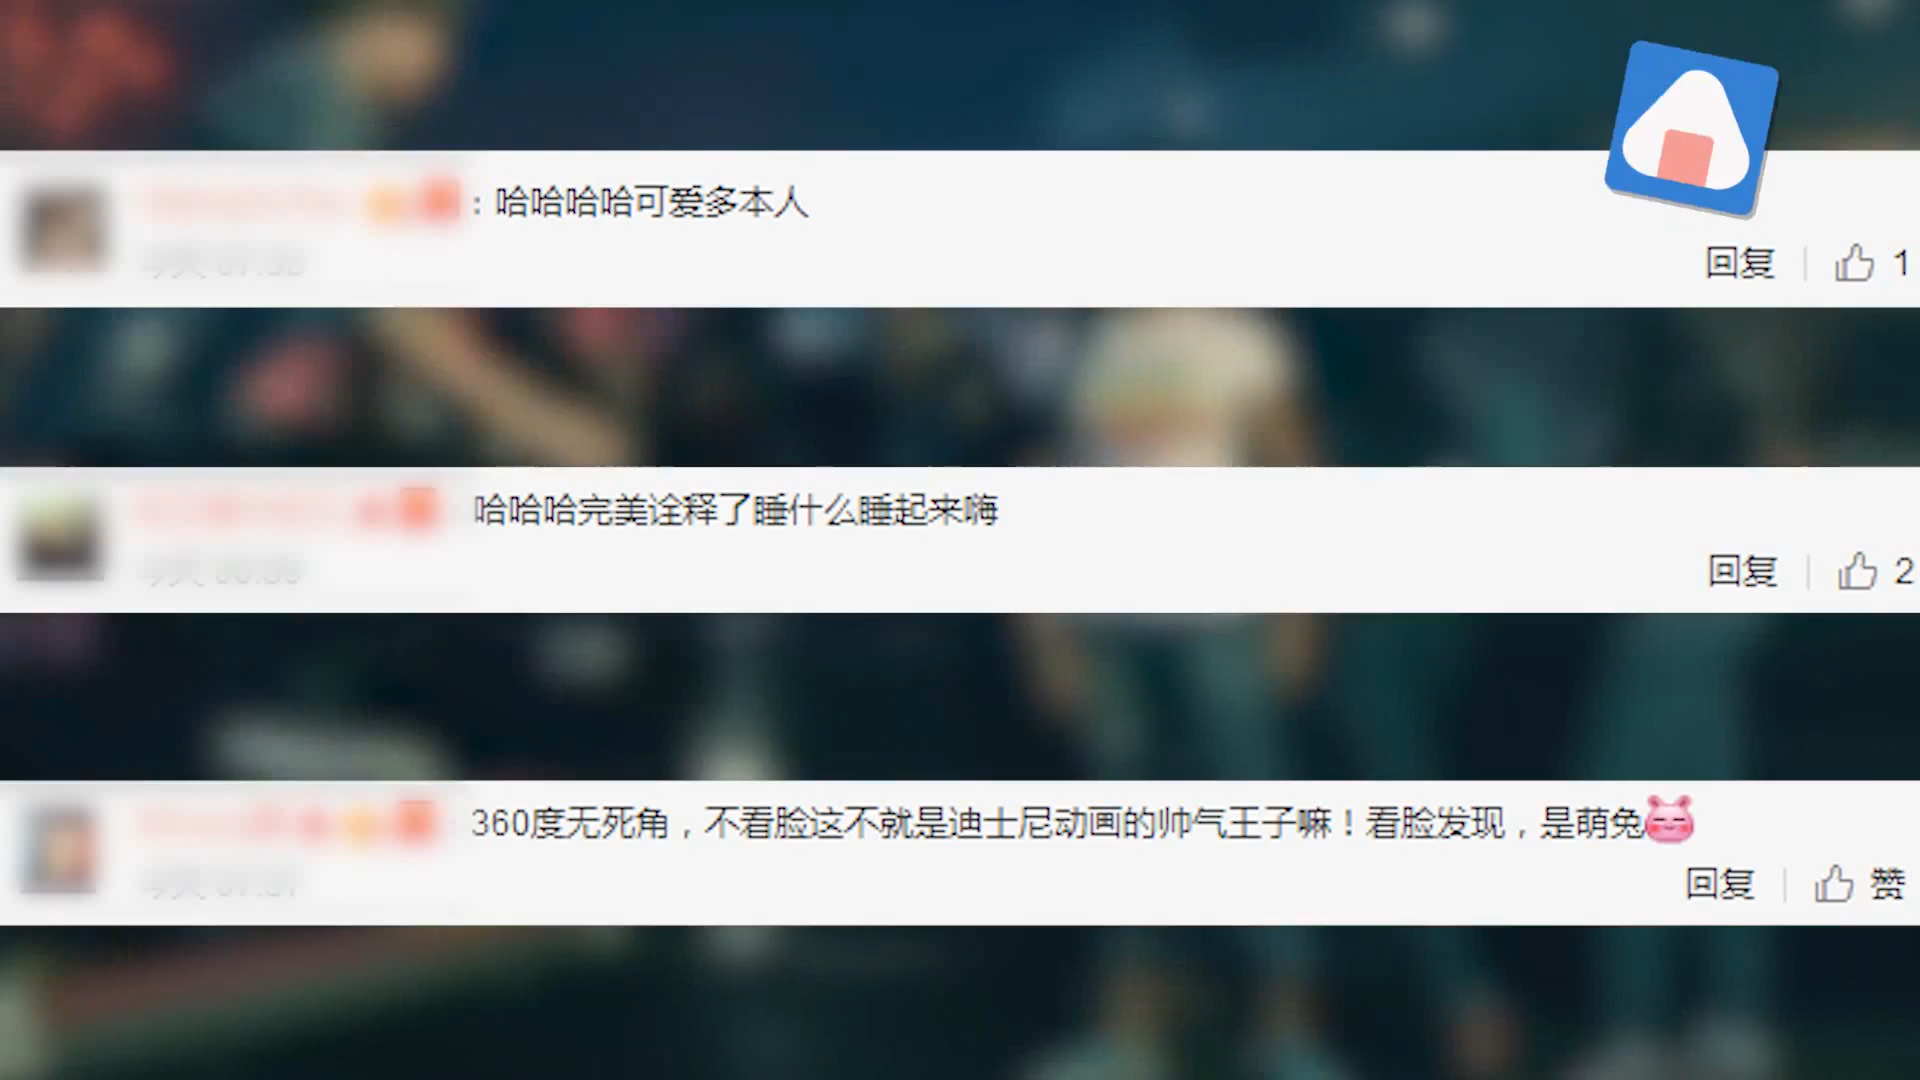 ：哈哈哈哈可爱多本人
回复 1
哈哈哈完美诠释了睡什么睡起来嗨
回复 2
360度无死角，不看脸这不就是迪士尼动画的帅气王子嘛！看脸发现，是萌兔
回复 赞